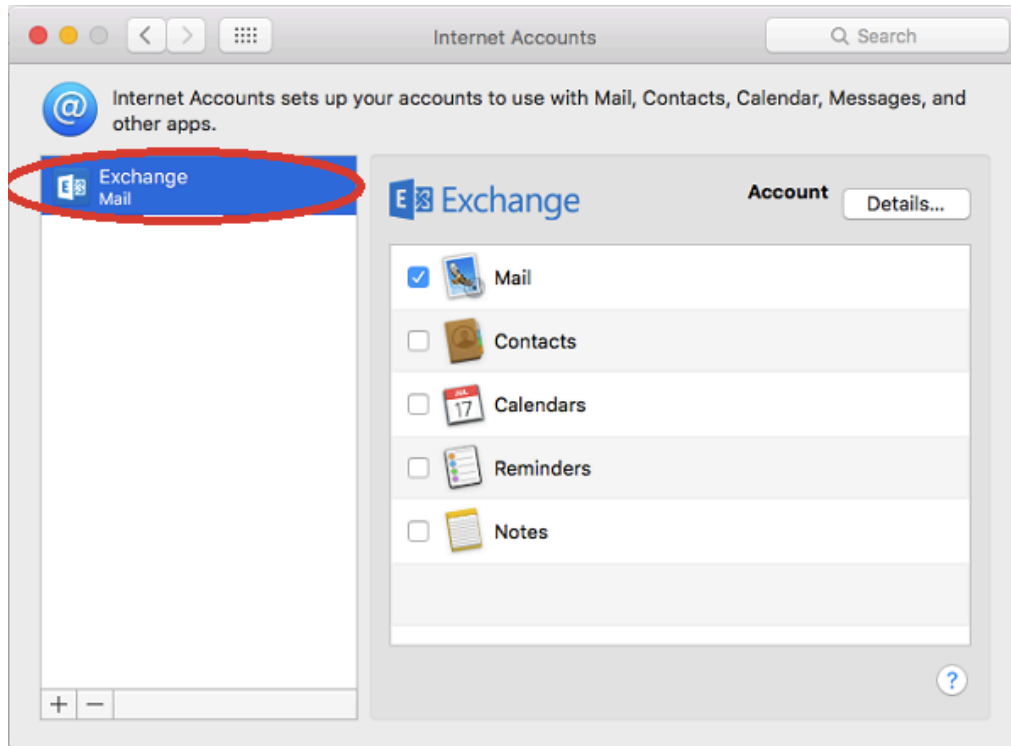 Internet Accounts
Search
Internet Accounts sets up your accounts to use with Mail, Contacts, Calendar, Messages, and
other apps.
Exchange
Mail
E Exchange
Account
Details...
Mail
Contacts
JUL
17
Calendars
Reminders
Notes
?